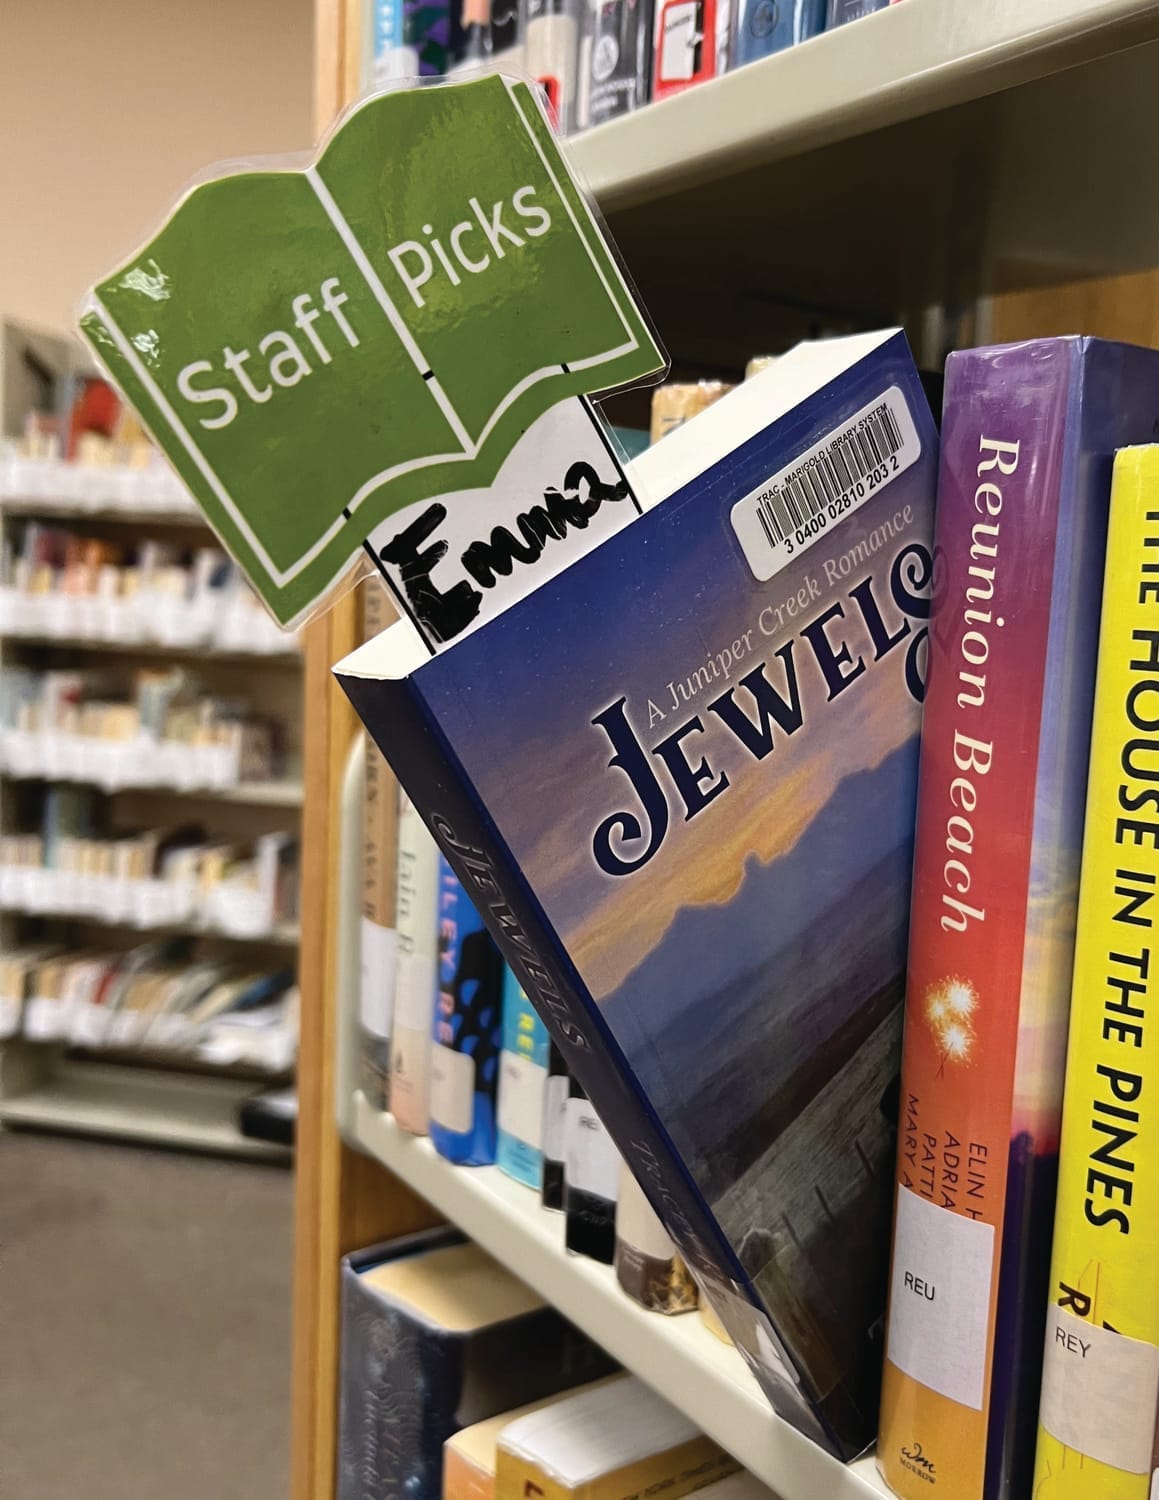 Staff Picks
Emma
TRAC - MARIGOLD LIBRARY SYSTEM
3 0400 02810 203 2
A Juniper Creek Romance
JEWELS
JEWELS
Reunion Beach
ELIN
ADRIA
PATTI
MARY A
REU
MORROW
THE HOUSE IN THE PINES
R
REY